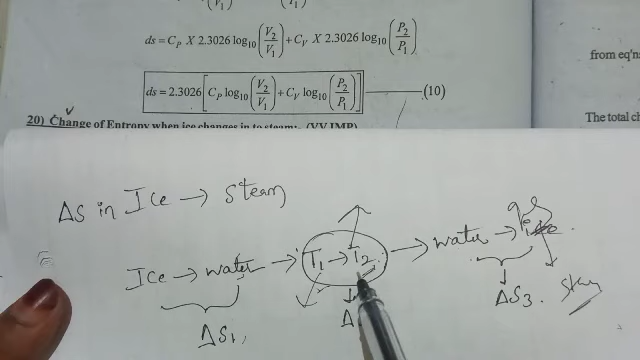 ds = C_P X 2.3026 log₁₀ (V₂/V₁) + C_V X 2.3026 log₁₀ (P₂/P₁)
from eq'ns
ds = 2.3026 [C_P log₁₀ (V₂/V₁) + C_V log₁₀ (P₂/P₁)] (10)
The total ch
20) Change of Entropy when ice changes in to steam:- (VV IMP)
ΔS in Ice → Steam
Ice → water → T₁ → T₂ → water →
ΔS₁, Δ ΔS₃.